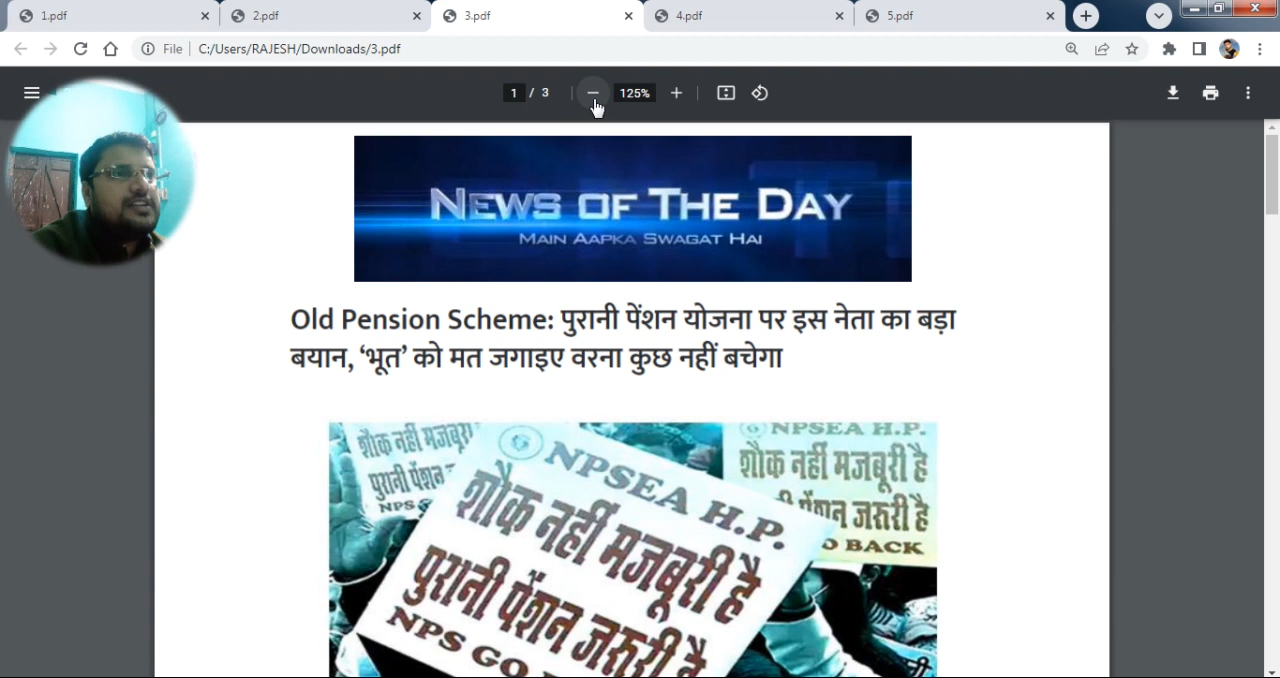 1.pdf
2.pdf
3.pdf
4.pdf
5.pdf
File
C:/Users/RAJESH/Downloads/3.pdf
1 / 3
125%
NEWS OF THE DAY
MAIN AAPKA SWAGAT HAI
Old Pension Scheme: पुरानी पेंशन योजना पर इस नेता का बड़ा
बयान, ‘भूत’ को मत जगाइए वरना कुछ नहीं बचेगा
शौक नहीं मजबूरी
पुरानी पेंशन
NPS
NPSEA H.P.
शौक नहीं मजबूरी है
पुरानी पेंशन जरुरी है
NPS GO
NPSEA H.P.
शौक नहीं मजबूरी है
पेंशन जरुरी है
BACK